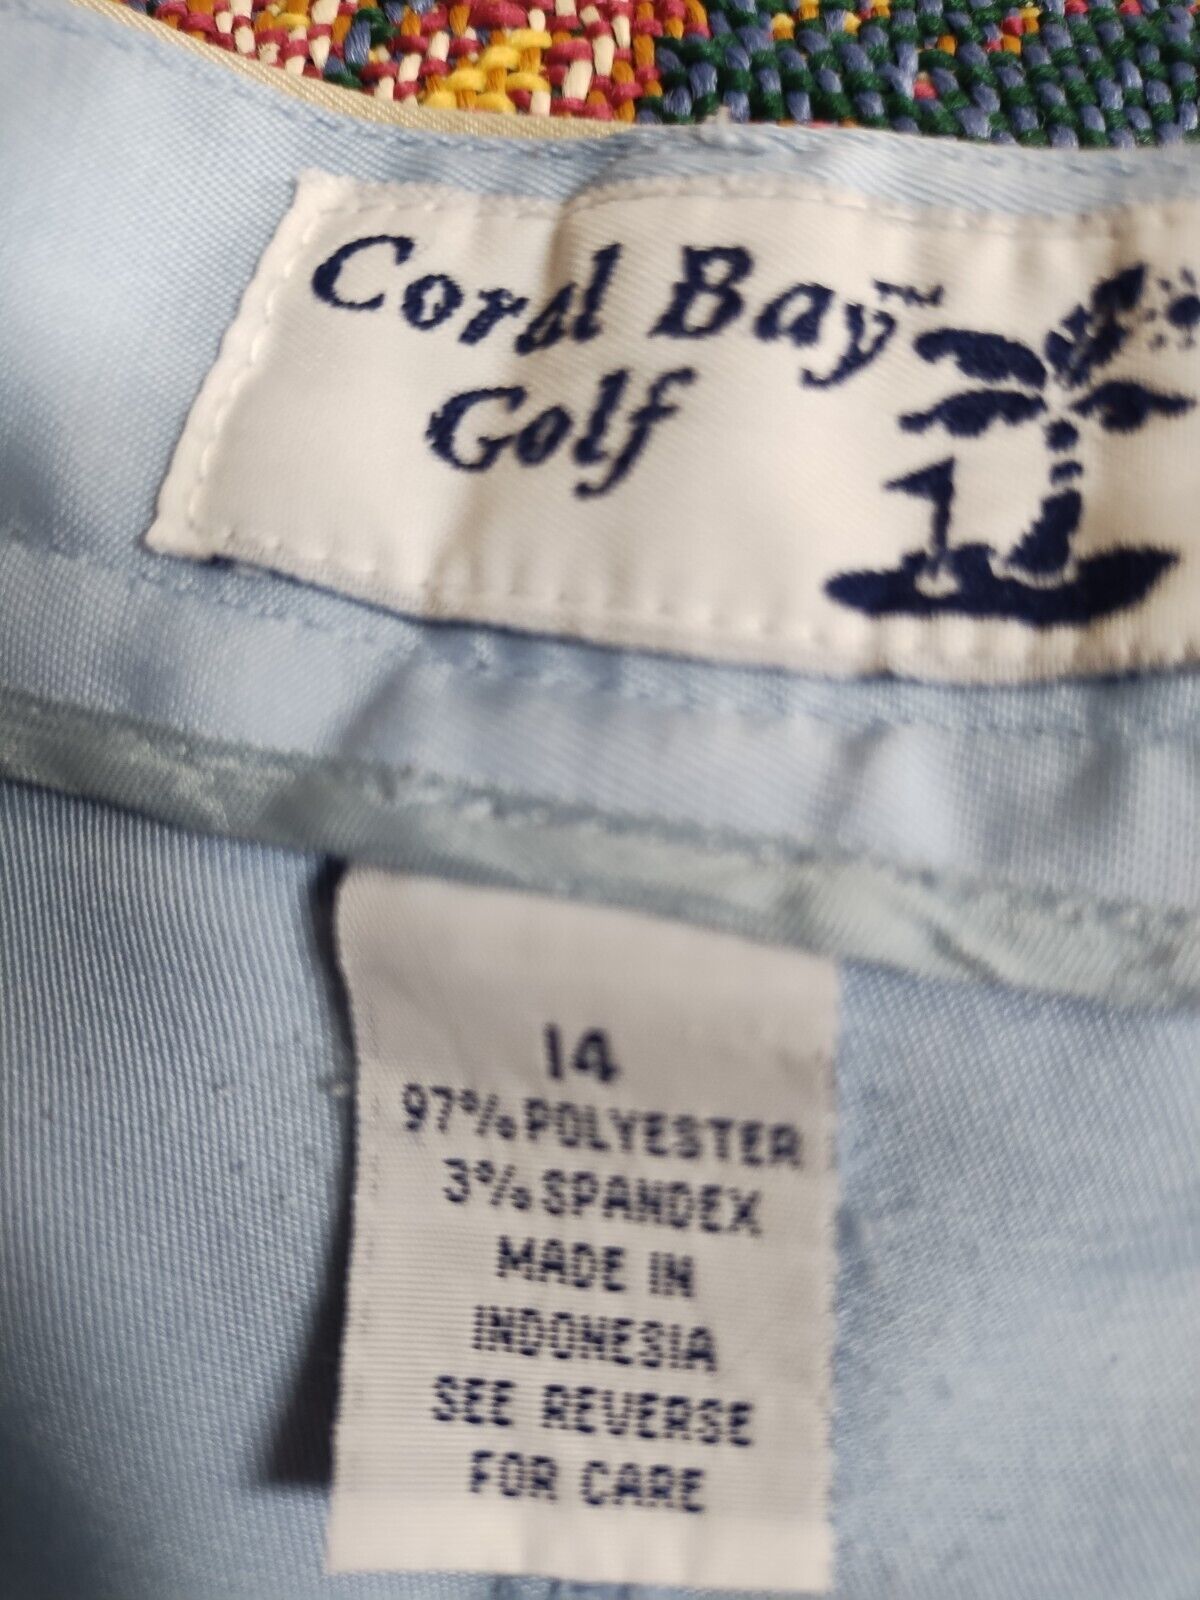 Coral Bay™
Golf
14
97% POLYESTER
3% SPANDEX
MADE IN
INDONESIA
SEE REVERSE
FOR CARE